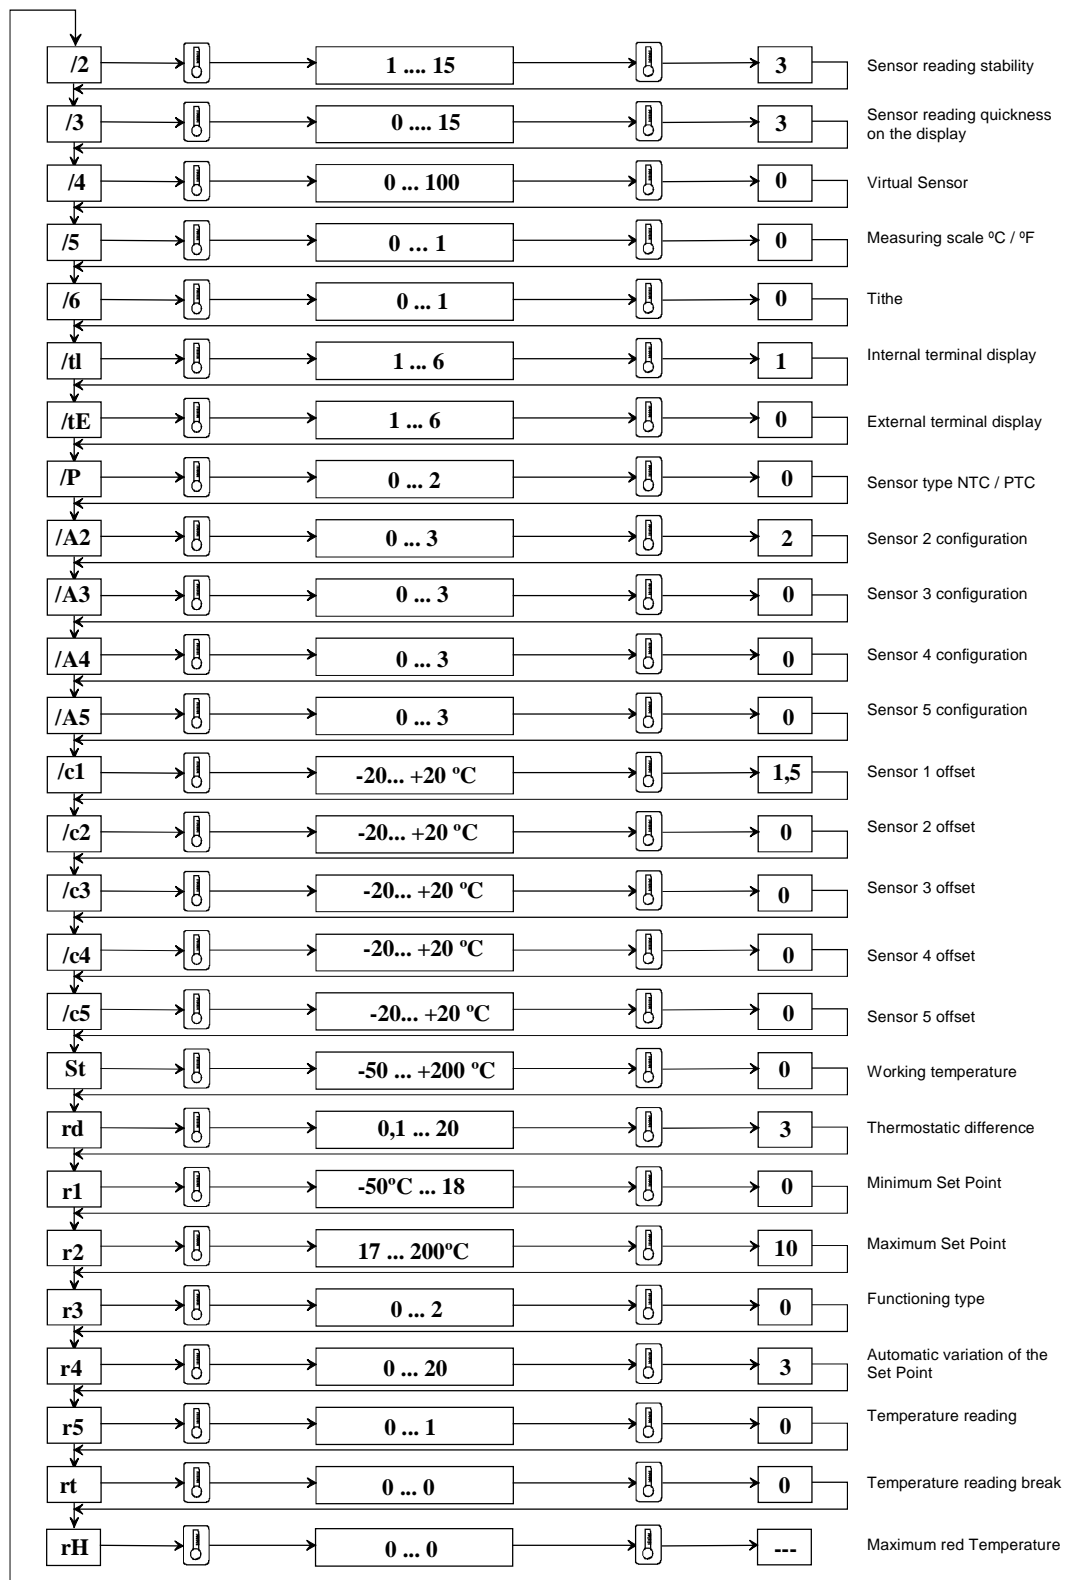 /2 1 .... 15 3 Sensor reading stability
/3 0 .... 15 3 Sensor reading quickness
on the display
/4 0 ... 100 0 Virtual Sensor
/5 0 ... 1 0 Measuring scale ºC / ºF
/6 0 ... 1 0 Tithe
/tl 1 ... 6 1 Internal terminal display
/tE 1 ... 6 0 External terminal display
/P 0 ... 2 0 Sensor type NTC / PTC
/A2 0 ... 3 2 Sensor 2 configuration
/A3 0 ... 3 0 Sensor 3 configuration
/A4 0 ... 3 0 Sensor 4 configuration
/A5 0 ... 3 0 Sensor 5 configuration
/c1 -20... +20 ºC 1,5 Sensor 1 offset
/c2 -20... +20 ºC 0 Sensor 2 offset
/c3 -20... +20 ºC 0 Sensor 3 offset
/c4 -20... +20 ºC 0 Sensor 4 offset
/c5 -20... +20 ºC 0 Sensor 5 offset
St -50 ... +200 ºC 0 Working temperature
rd 0,1 ... 20 3 Thermostatic difference
r1 -50ºC ... 18 0 Minimum Set Point
r2 17 ... 200ºC 10 Maximum Set Point
r3 0 ... 2 0 Functioning type
r4 0 ... 20 3 Automatic variation of the
Set Point
r5 0 ... 1 0 Temperature reading
rt 0 ... 0 0 Temperature reading break
rH 0 ... 0 --- Maximum red Temperature